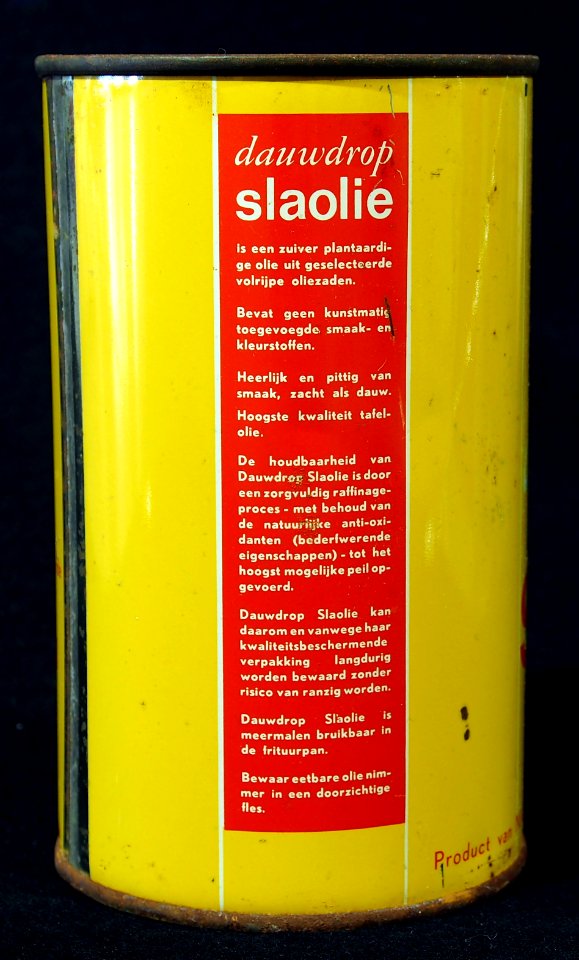 dauwdrop
slaolie
is een zuiver plantaardi-
ge olie uit geselecteerde
volrijpe oliezaden.
Bevat geen kunstmatig
toegevoegde smaak- en
kleurstoffen.
Heerlijk en pittig van
smaak, zacht als dauw.
Hoogste kwaliteit tafel-
olie.
De houdbaarheid van
Dauwdrop Slaolie is door
een zorgvuldig raffinage-
proces - met behoud van
de natuurlijke anti-oxi-
danten (bederfwerende
eigenschappen) - tot het
hoogst mogelijke peil op-
gevoerd.
Dauwdrop Slaolie kan
daarom en vanwege haar
kwaliteitsbeschermende
verpakking langdurig
worden bewaard zonder
risico van ranzig worden.
Dauwdrop Slaolie is
meermalen bruikbaar in
de frituurpan.
Bewaar eetbare olie nim-
mer in een doorzichtige
fles.
Product van